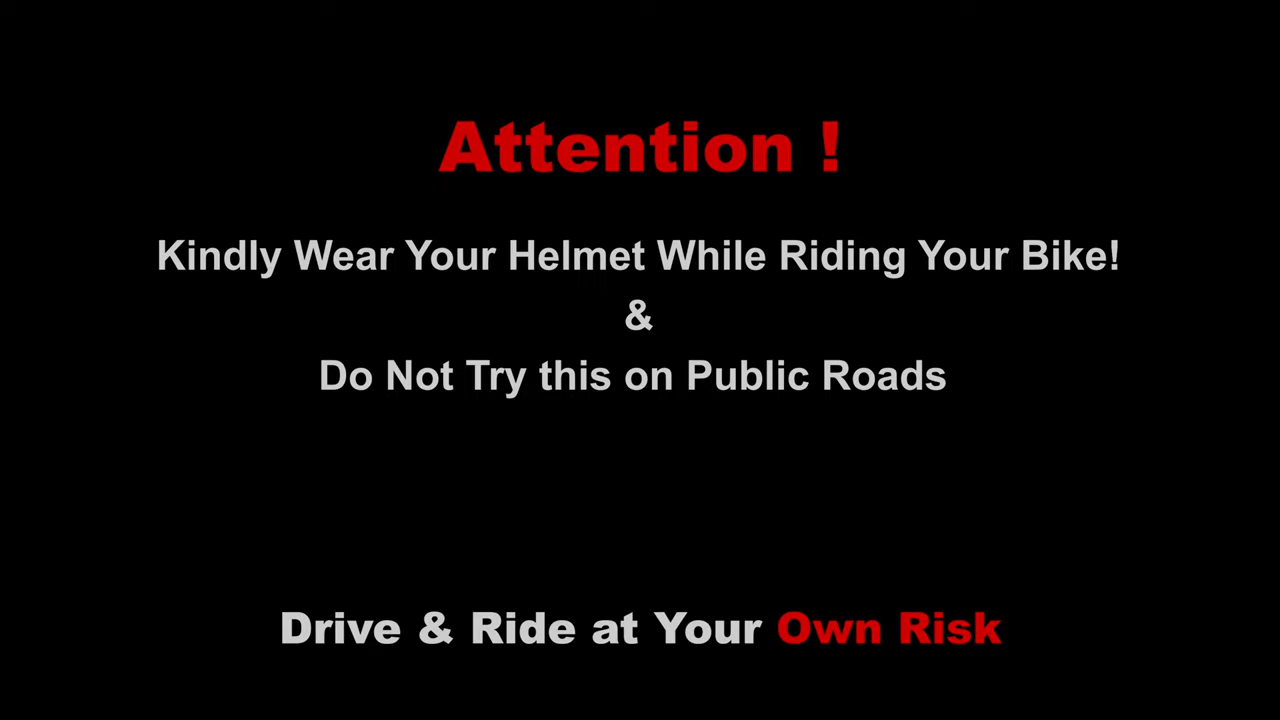 Attention !
Kindly Wear Your Helmet While Riding Your Bike!
&
Do Not Try this on Public Roads
Drive & Ride at Your Own Risk